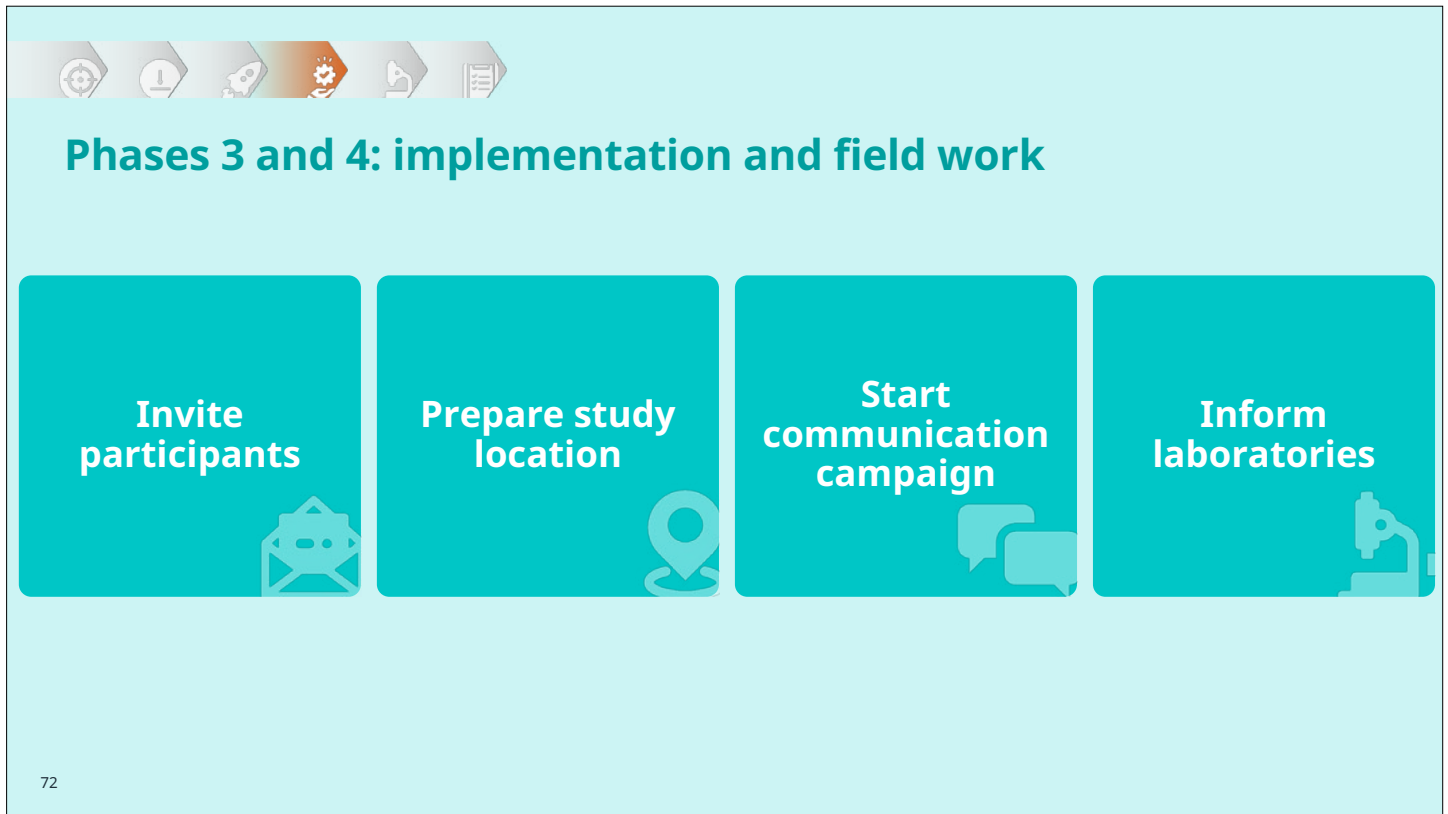 Phases 3 and 4: implementation and field work
Invite
participants
Prepare study
location
Start
communication
campaign
Inform
laboratories
72